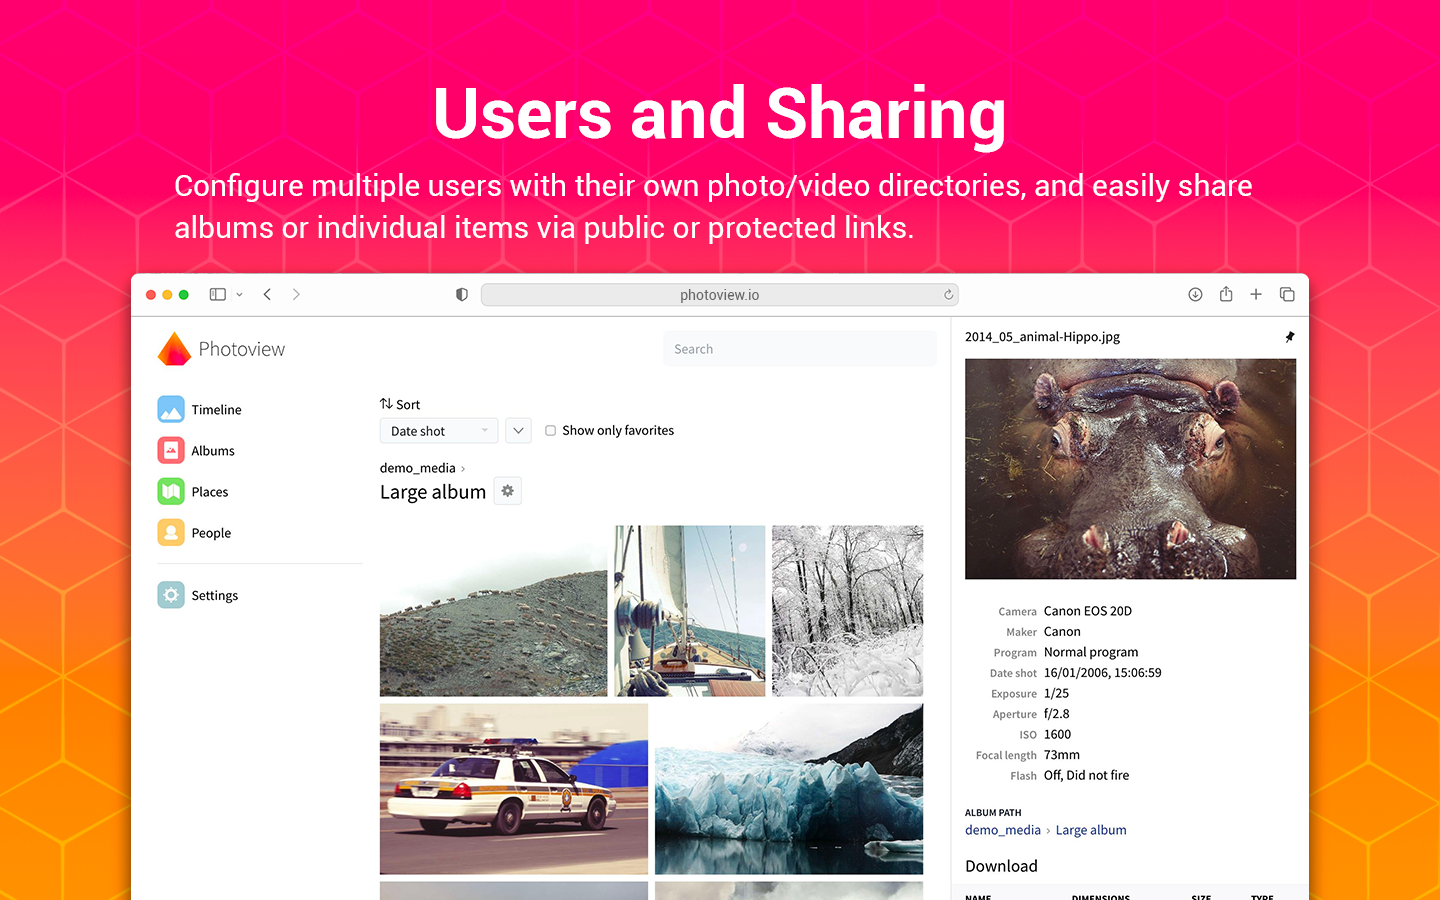 Users and Sharing
Configure multiple users with their own photo/video directories, and easily share
albums or individual items via public or protected links.
photoview.io
Photoview
Search
Timeline
Albums
Places
People
Settings
Sort
Date shot
Show only favorites
demo_media ›
Large album
2014_05_animal-Hippo.jpg
Camera Canon EOS 20D
Maker Canon
Program Normal program
Date shot 16/01/2006, 15:06:59
Exposure 1/25
Aperture f/2.8
ISO 1600
Focal length 73mm
Flash Off, Did not fire
ALBUM PATH
demo_media › Large album
Download
NAME DIMENSIONS SIZE TYPE